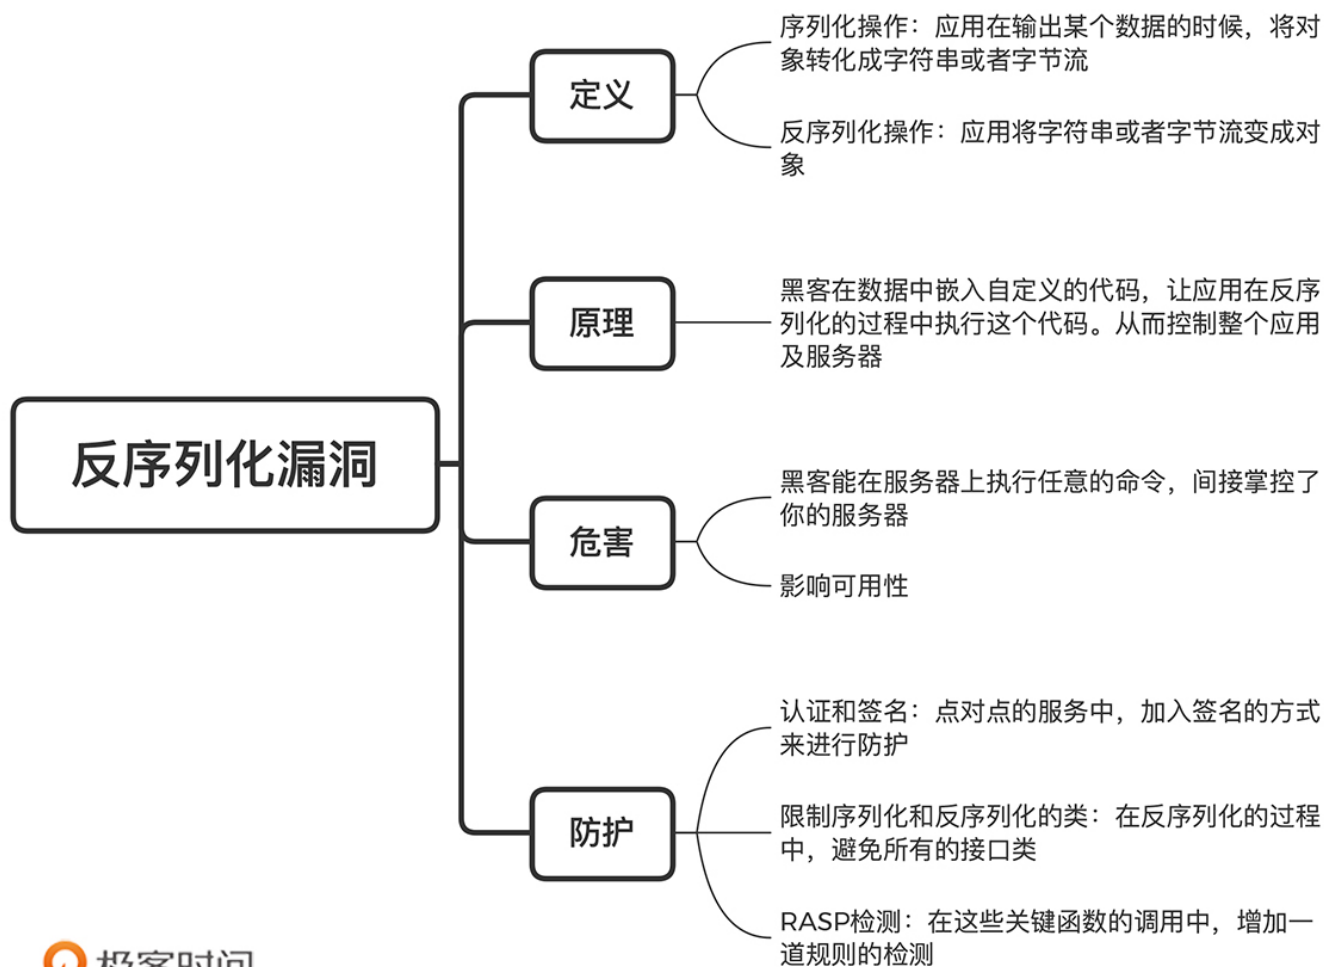 序列化操作：应用在输出某个数据的时候，将对
象转化成字符串或者字节流
定义
反序列化操作：应用将字符串或者字节流变成对
象
黑客在数据中嵌入自定义的代码，让应用在反序
原理
列化的过程中执行这个代码。从而控制整个应用
及服务器
反序列化漏洞
黑客能在服务器上执行任意的命令，间接掌控了
你的服务器
危害
影响可用性
认证和签名：点对点的服务中，加入签名的方式
来进行防护
防护
限制序列化和反序列化的类：在反序列化的过程
中，避免所有的接口类
RASP检测：在这些关键函数的调用中，增加一
道规则的检测
极客时间